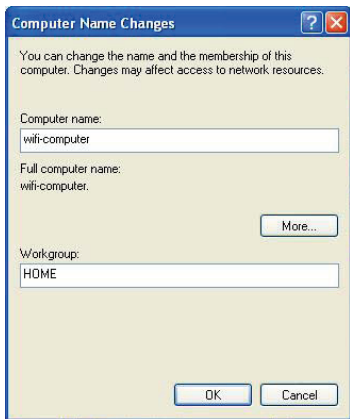 Computer Name Changes
You can change the name and the membership of this
computer. Changes may affect access to network resources.
Computer name:
wifi-computer
Full computer name:
wifi-computer.
More...
Workgroup:
HOME
OK Cancel